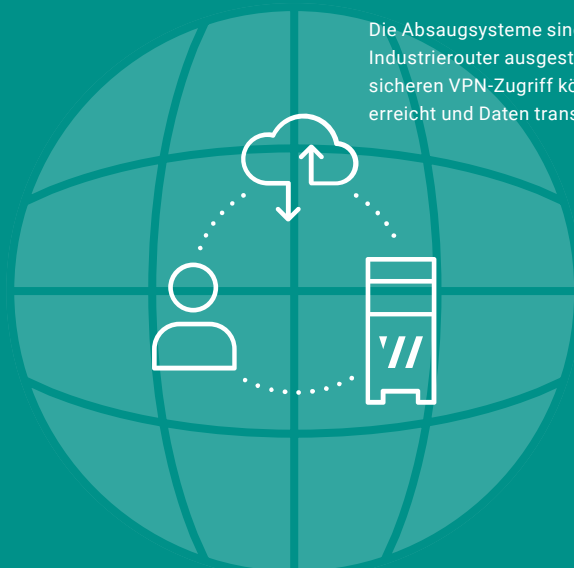 Die Absaugsysteme
Industrierouter
sicheren VPN-Zugriff
erreicht und Daten